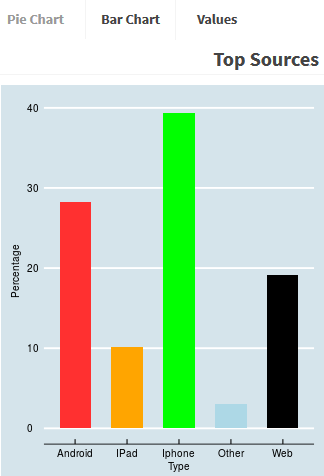 Pie Chart Bar Chart Values
Top Sources
40
30
20
10
0
Percentage
Android IPad Iphone Other Web
Type